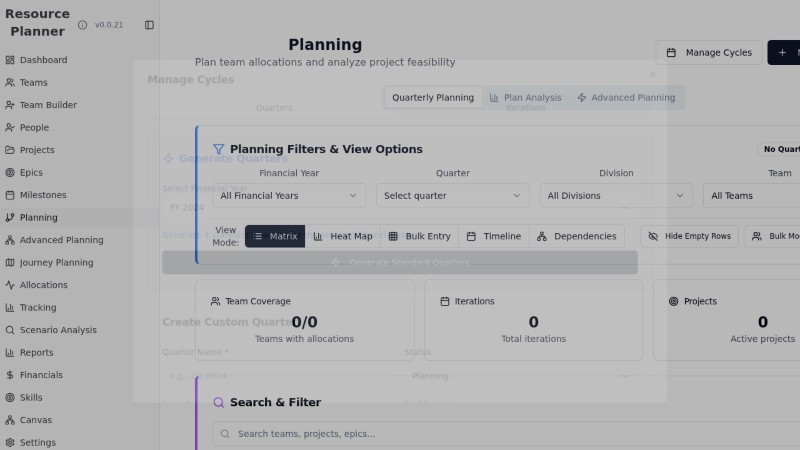 Resource Planner
v0.0.21
Dashboard
Teams
Team Builder
People
Projects
Epics
Milestones
Planning
Advanced Planning
Journey Planning
Allocations
Tracking
Scenario Analysis
Reports
Financials
Skills
Canvas
Settings
Planning
Plan team allocations and analyze project feasibility
Manage Cycles
Quarterly Planning
Plan Analysis
Advanced Planning
Planning Filters & View Options
No Quart
Financial Year
Quarter
Division
Team
All Financial Years
Select quarter
All Divisions
All Teams
View Mode:
Matrix
Heat Map
Bulk Entry
Timeline
Dependencies
Hide Empty Rows
Bulk Mo
Team Coverage
0/0
Teams with allocations
Iterations
0
Total iterations
Projects
0
Active projects
Search & Filter
Search teams, projects, epics...
Manage Cycles
Quarters
Iterations
Generate Quarters
Select Financial Year
FY 2024
Generate Standard Quarters
Create Custom Quarter
Quarter Name *
Status
Planning